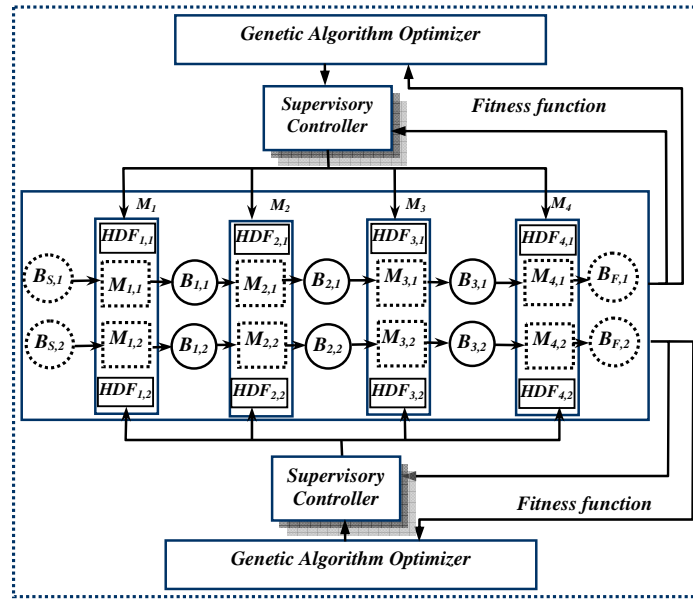 Genetic Algorithm Optimizer
Supervisory
Controller
Fitness function
M1 M2 M3 M4
HDF1,1 HDF2,1 HDF3,1 HDF4,1
BS,1 M1,1 B1,1 M2,1 B2,1 M3,1 B3,1 M4,1 BF,1
BS,2 M1,2 B1,2 M2,2 B2,2 M3,2 B3,2 M4,2 BF,2
HDF1,2 HDF2,2 HDF3,2 HDF4,2
Supervisory
Controller
Fitness function
Genetic Algorithm Optimizer